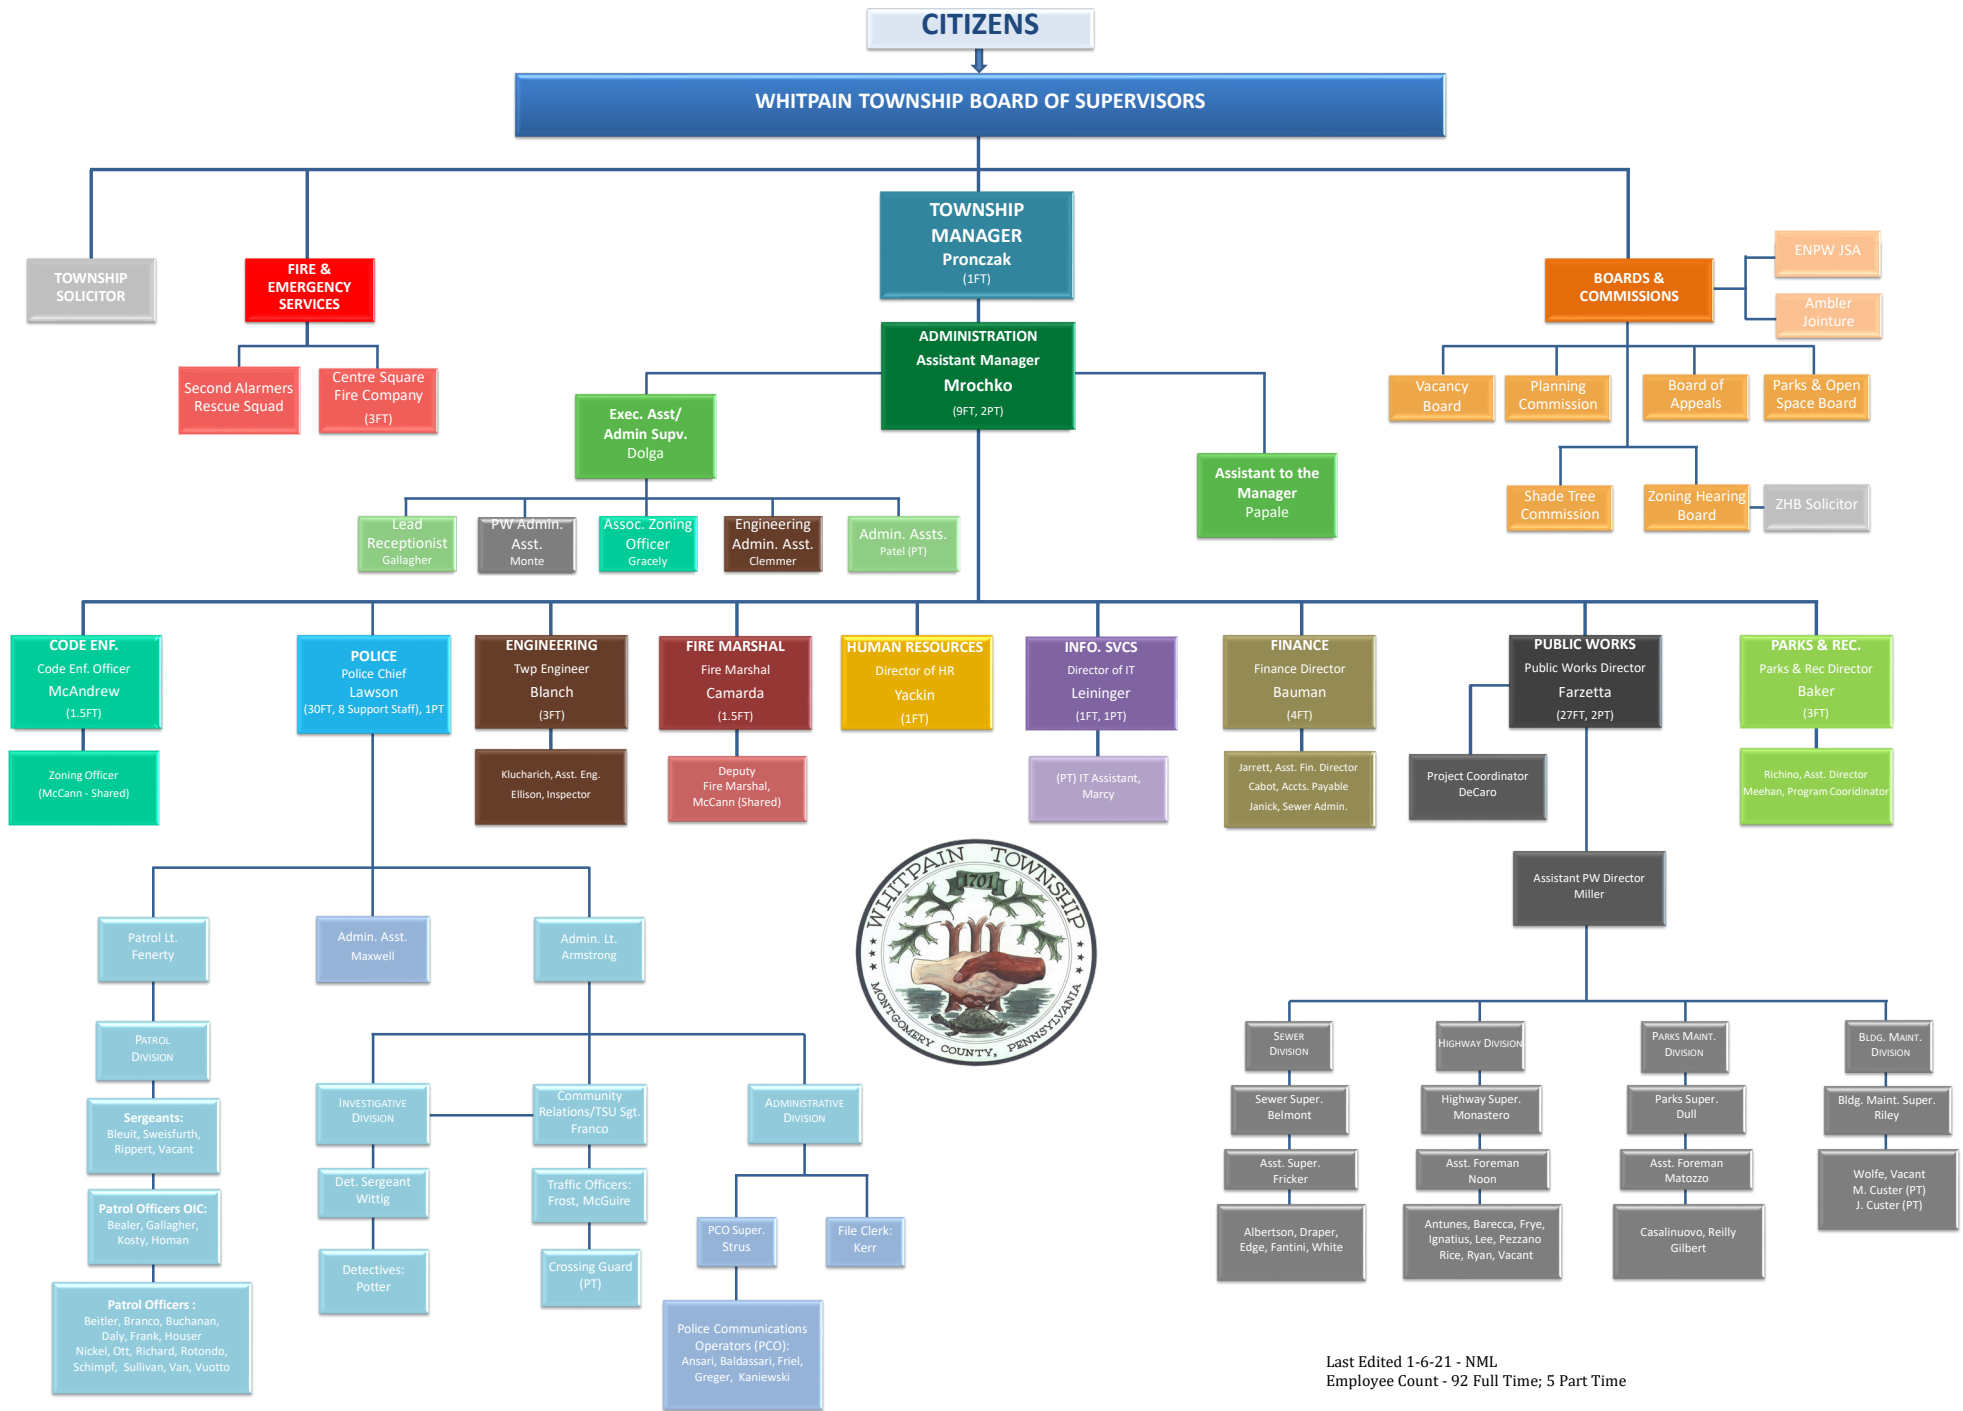 CITIZENS
WHITPAIN TOWNSHIP BOARD OF SUPERVISORS
TOWNSHIP
MANAGER
Pronczak
(1FT)
TOWNSHIP
SOLICITOR
FIRE &
EMERGENCY
SERVICES
BOARDS &
COMMISSIONS
ENPW JSA
Ambler
Jointure
ADMINISTRATION
Assistant Manager
Mrochko
(9FT, 2PT)
Second Alarmers
Rescue Squad
Centre Square
Fire Company
(3FT)
Exec. Asst/
Admin Supv.
Dolga
Assistant to the
Manager
Papale
Vacancy
Board
Planning
Commission
Board of
Appeals
Parks & Open
Space Board
Shade Tree
Commission
Zoning Hearing
Board
ZHB Solicitor
Lead
Receptionist
Gallagher
PW Admin.
Asst.
Monte
Assoc. Zoning
Officer
Gracely
Engineering
Admin. Asst.
Clemmer
Admin. Assts.
Patel (PT)
CODE ENF.
Code Enf. Officer
McAndrew
(1.5FT)
POLICE
Police Chief
Lawson
(30FT, 8 Support Staff), 1PT
ENGINEERING
Twp Engineer
Blanch
(3FT)
FIRE MARSHAL
Fire Marshal
Camarda
(1.5FT)
HUMAN RESOURCES
Director of HR
Yackin
(1FT)
INFO. SVCS
Director of IT
Leininger
(1FT, 1PT)
FINANCE
Finance Director
Bauman
(4FT)
PUBLIC WORKS
Public Works Director
Farzetta
(27FT, 2PT)
PARKS & REC.
Parks & Rec Director
Baker
(3FT)
Zoning Officer
(McCann - Shared)
Klucharich, Asst. Eng.
Ellison, Inspector
Deputy
Fire Marshal,
McCann (Shared)
(PT) IT Assistant,
Marcy
Jarrett, Asst. Fin. Director
Cabot, Accts. Payable
Janick, Sewer Admin.
Project Coordinator
DeCaro
Richino, Asst. Director
Meehan, Program Cooridinator
Assistant PW Director
Miller
WHITPAIN TOWNSHIP
1701
MONTGOMERY COUNTY, PENNSYLVANIA
Patrol Lt.
Fenerty
Admin. Asst.
Maxwell
Admin. Lt.
Armstrong
PATROL
DIVISION
Sergeants:
Bleuit, Sweisfurth,
Rippert, Vacant
Patrol Officers OIC:
Bealer, Gallagher,
Kosty, Homan
Patrol Officers :
Beitler, Branco, Buchanan,
Daly, Frank, Houser
Nickel, Ott, Richard, Rotondo,
Schimpf, Sullivan, Van, Vuotto
INVESTIGATIVE
DIVISION
Det. Sergeant
Wittig
Detectives:
Potter
Community
Relations/TSU Sgt.
Franco
Traffic Officers:
Frost, McGuire
Crossing Guard
(PT)
ADMINISTRATIVE
DIVISION
PCO Super.
Strus
File Clerk:
Kerr
Police Communications
Operators (PCO):
Ansari, Baldassari, Friel,
Greger, Kaniewski
SEWER
DIVISION
Sewer Super.
Belmont
Asst. Super.
Fricker
Albertson, Draper,
Edge, Fantini, White
HIGHWAY DIVISION
Highway Super.
Monastero
Asst. Foreman
Noon
Antunes, Barecca, Frye,
Ignatius, Lee, Pezzano
Rice, Ryan, Vacant
PARKS MAINT.
DIVISION
Parks Super.
Dull
Asst. Foreman
Matozzo
Casalinuovo, Reilly
Gilbert
BLDG. MAINT.
DIVISION
Bldg. Maint. Super.
Riley
Wolfe, Vacant
M. Custer (PT)
J. Custer (PT)
Last Edited 1-6-21 - NML
Employee Count - 92 Full Time; 5 Part Time